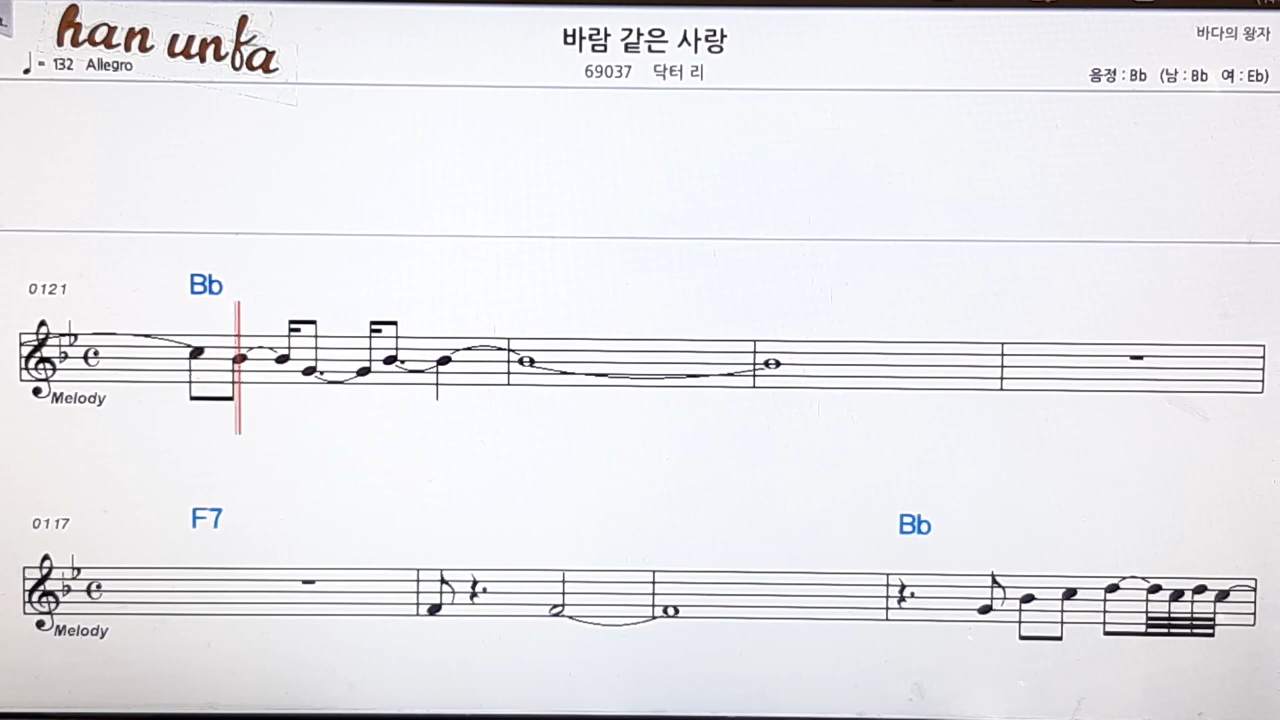 han unfa
바람 같은 사랑
바다의 왕자
♩= 132 Allegro
69037 닥터 리
음정 : Bb (남 : Bb 여 : Eb)
0121
Bb
Melody
0117
F7
Bb
Melody